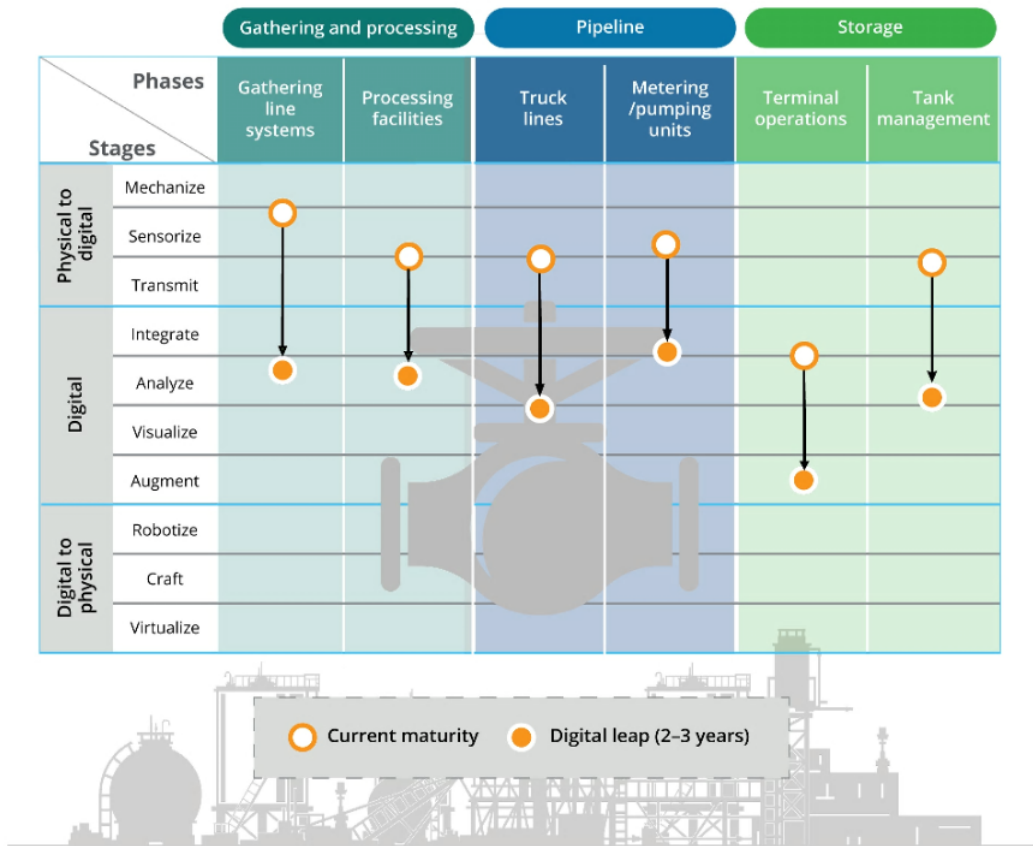 Gathering and processing
Pipeline
Storage
Phases
Stages
Gathering
line
systems
Processing
facilities
Truck
lines
Metering
/pumping
units
Terminal
operations
Tank
management
Physical to
digital
Mechanize
Sensorize
Transmit
Digital
Integrate
Analyze
Visualize
Augment
Digital to
physical
Robotize
Craft
Virtualize
Current maturity
Digital leap (2–3 years)